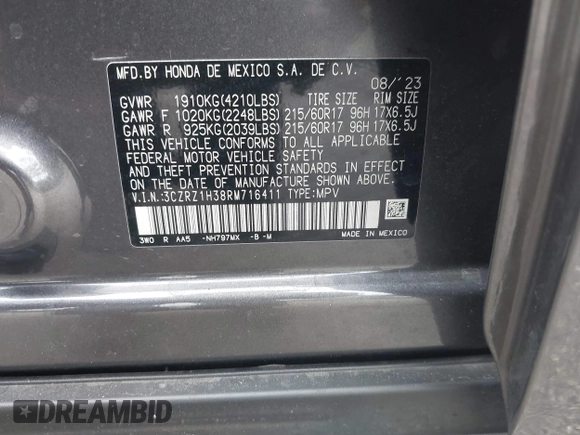 MFD.BY HONDA DE MEXICO S.A. DE C.V.
08/'23
GVWR 1910KG(4210LBS) TIRE SIZE RIM SIZE
GAWR F 1020KG(2248LBS) 215/60R17 96H 17X6.5J
GAWR R 925KG(2039LBS) 215/60R17 96H 17X6.5J
THIS VEHICLE CONFORMS TO ALL APPLICABLE
FEDERAL MOTOR VEHICLE SAFETY
AND THEFT PREVENTION STANDARDS IN EFFECT
ON THE DATE OF MANUFACTURE SHOWN ABOVE.
V.I.N.:3CZRZ1H38RM716411 TYPE:MPV
3W0 R AA5 -NH797MX -B -M MADE IN MEXICO
DREAMBID